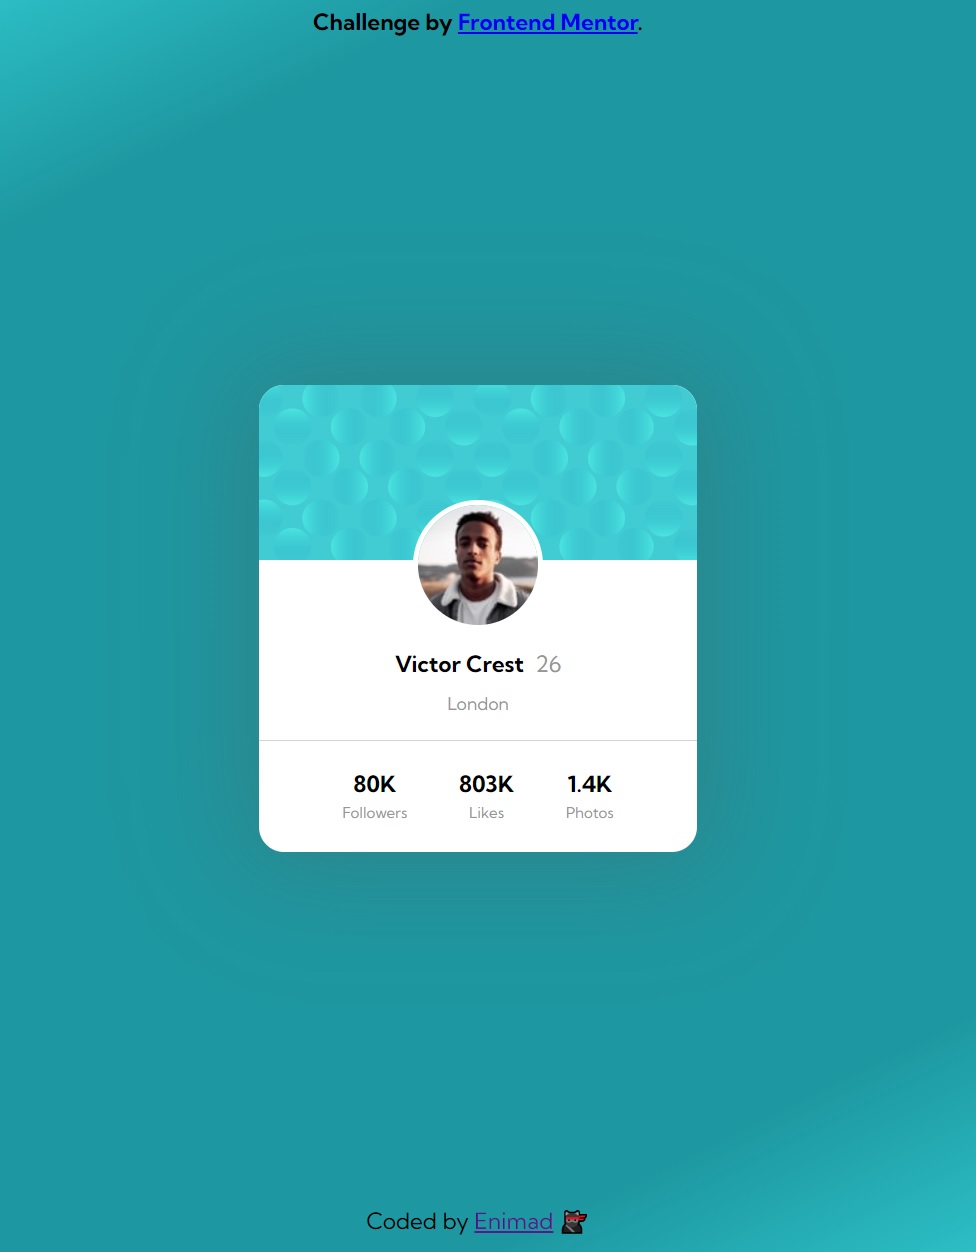 Challenge by Frontend Mentor.
Victor Crest 26
London
80K 803K 1.4K
Followers Likes Photos
Coded by Enimad